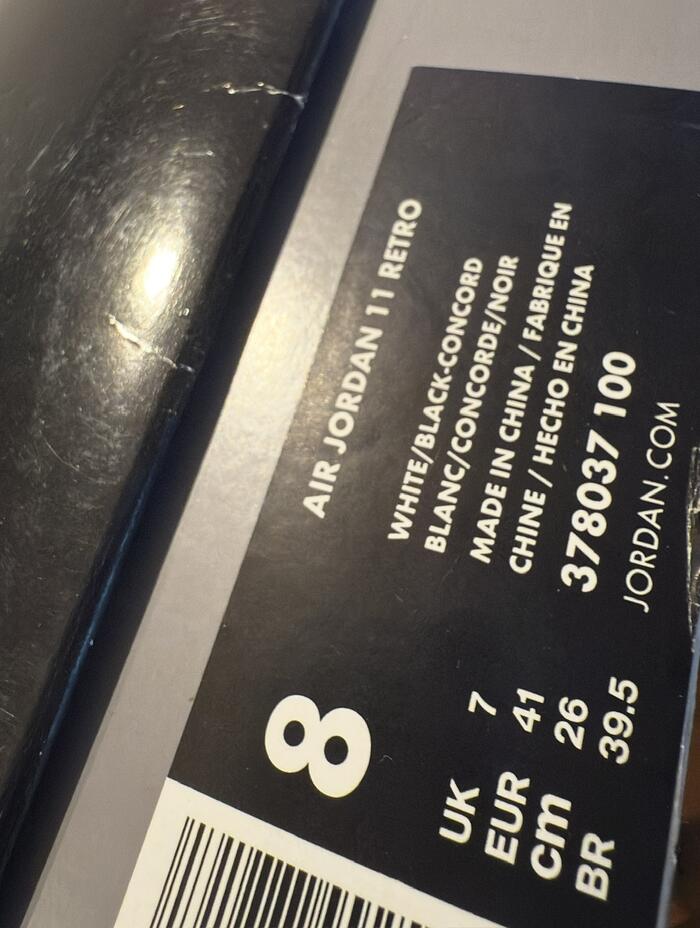 AIR JORDAN 11 RETRO
WHITE/BLACK-CONCORD
BLANC/CONCORDE/NOIR
MADE IN CHINA / FABRIQUE EN
CHINE / HECHO EN CHINA
378037 100
JORDAN.COM
8
UK 7
EUR 41
cm 26
BR 39.5